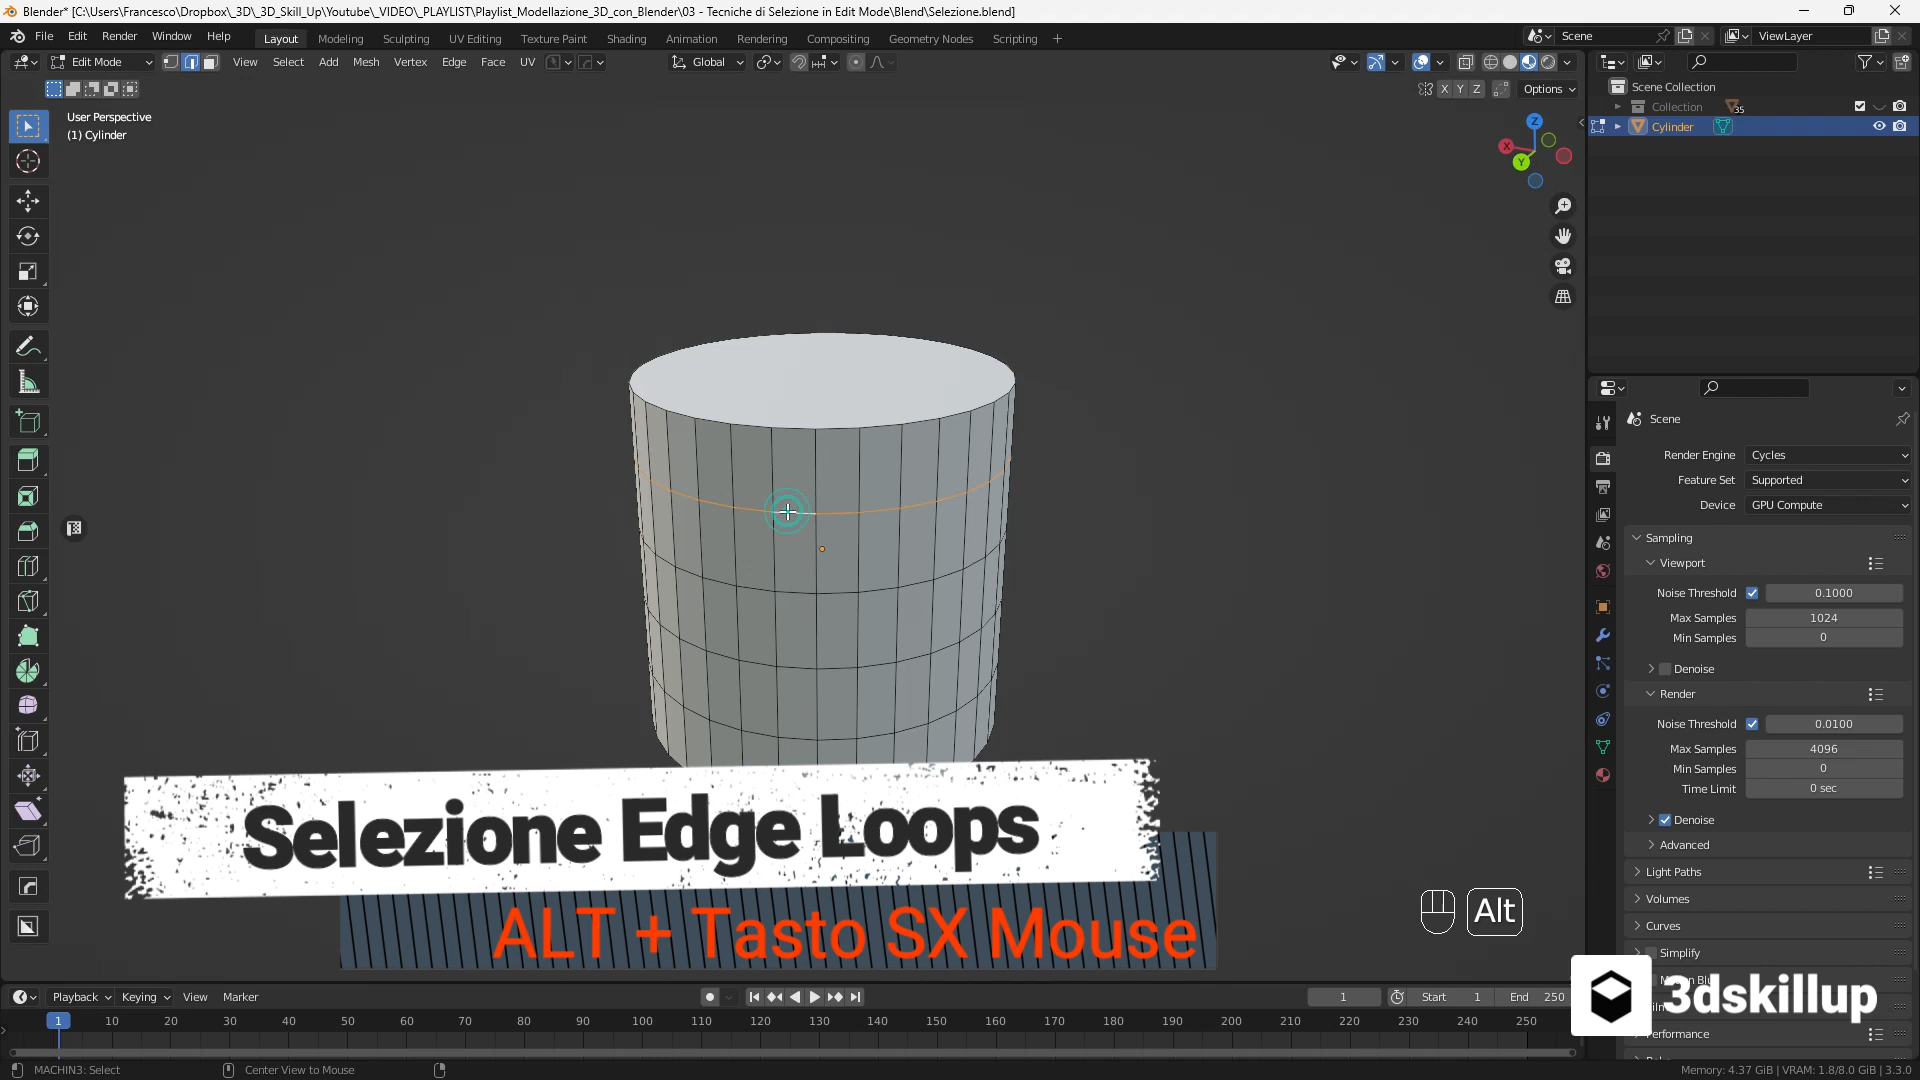 Blender* [C:\Users\Francesco\Dropbox\_3D\_3D_Skill_Up\Youtube\_VIDEO\_PLAYLIST\Playlist_Modellazione_3D_con_Blender\03 - Tecniche di Selezione in Edit Mode\Blend\Selezione.blend]
File Edit Render Window Help Layout Modeling Sculpting UV Editing Texture Paint Shading Animation Rendering Compositing Geometry Nodes Scripting + Scene ViewLayer
Edit Mode View Select Add Mesh Vertex Edge Face UV Global
X Y Z Options
User Perspective
(1) Cylinder
Z
X
Y
Scene Collection
Collection 35
Cylinder
Scene
Render Engine Cycles
Feature Set Supported
Device GPU Compute
Sampling
Viewport
Noise Threshold 0.1000
Max Samples 1024
Min Samples 0
Denoise
Render
Noise Threshold 0.0100
Max Samples 4096
Min Samples 0
Time Limit 0 sec
Denoise
Advanced
Light Paths
Volumes
Curves
Simplify
Performance
Selezione Edge Loops
ALT + Tasto SX Mouse
Alt
3dskillup
Playback Keying View Marker 1 Start 1 End 250
1 10 20 30 40 50 60 70 80 90 100 110 120 130 140 150 160 170 180 190 200 210 220 230 240 250
MACHIN3: Select Center View to Mouse Memory: 4.37 GiB | VRAM: 1.8/8.0 GiB | 3.3.0